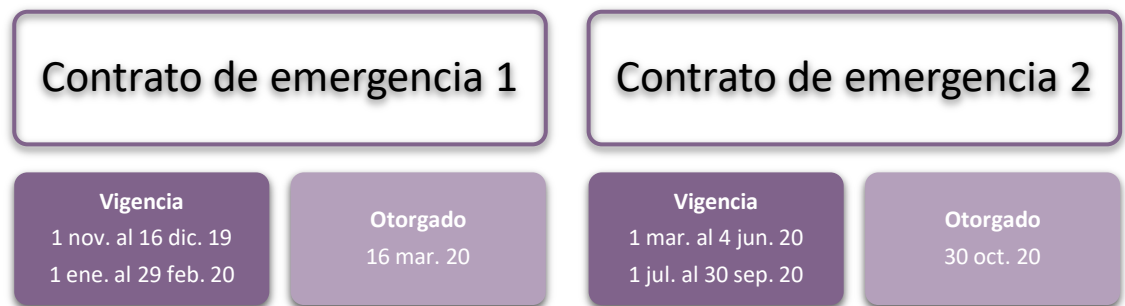 Contrato de emergencia 1
Contrato de emergencia 2
Vigencia
1 nov. al 16 dic. 19
1 ene. al 29 feb. 20
Otorgado
16 mar. 20
Vigencia
1 mar. al 4 jun. 20
1 jul. al 30 sep. 20
Otorgado
30 oct. 20